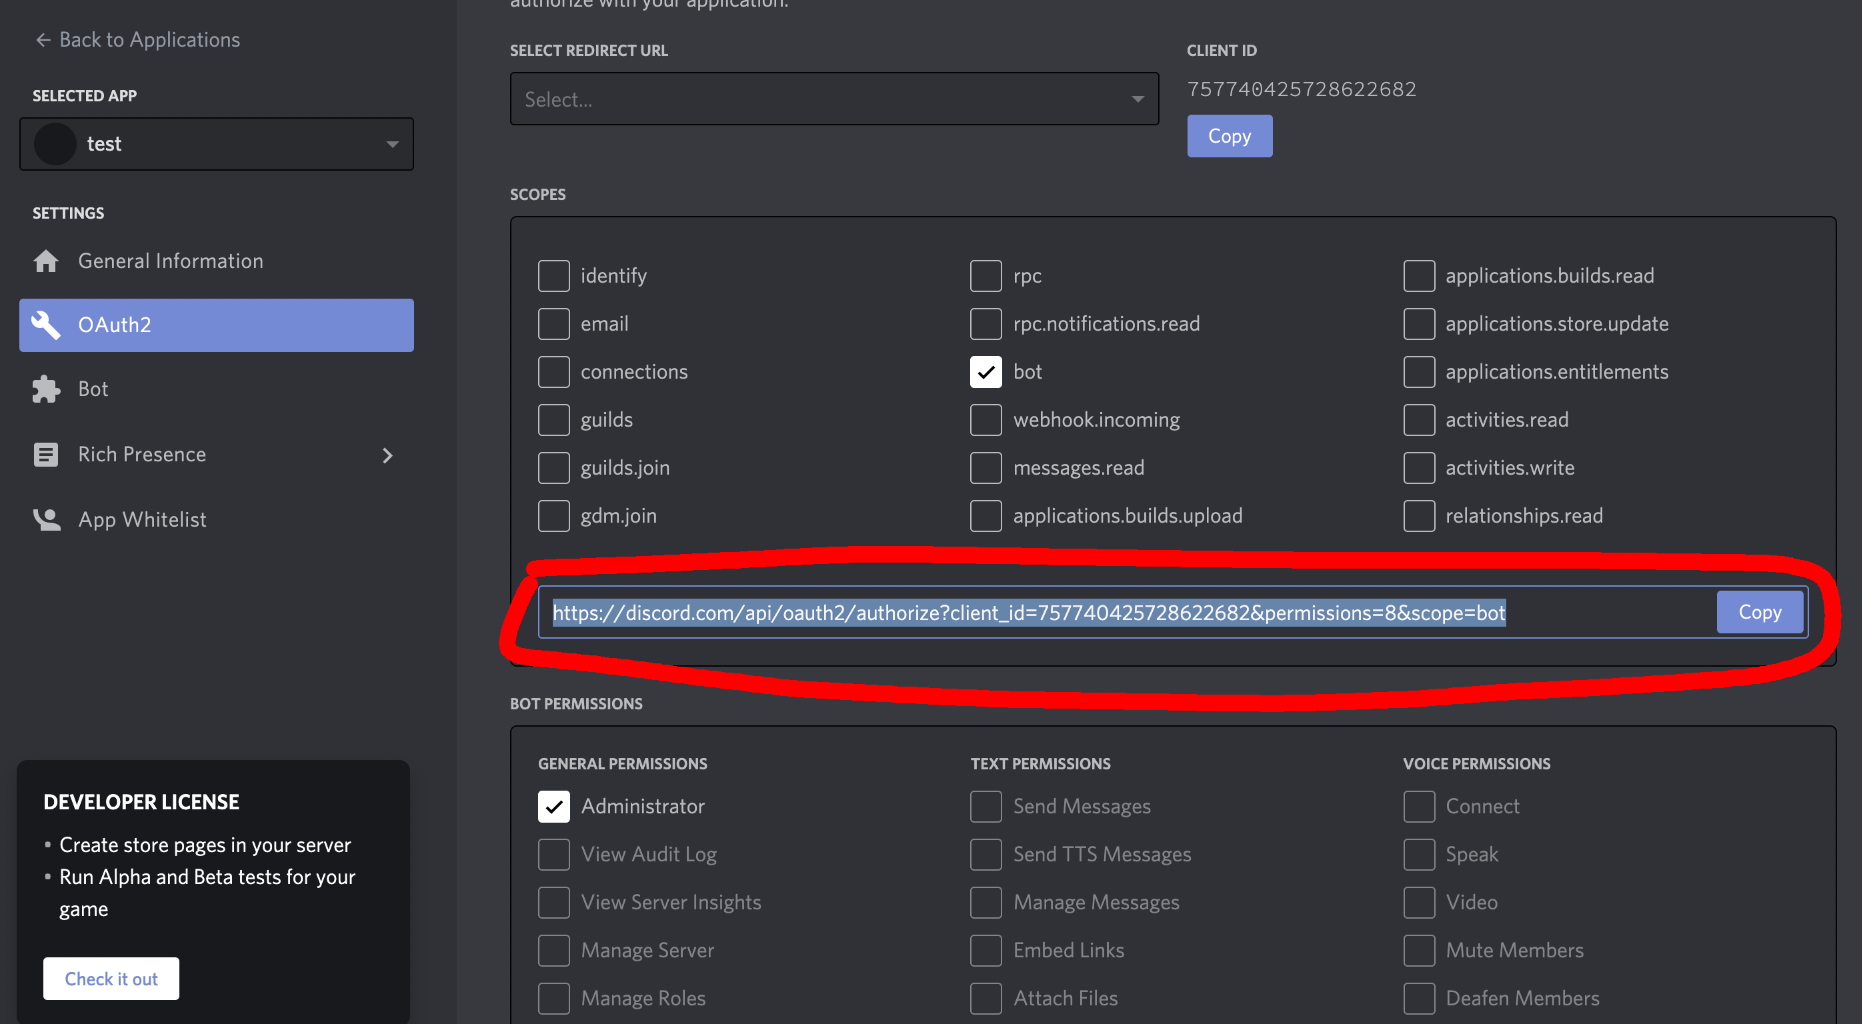 authorize with your application.
← Back to Applications
SELECTED APP
test
SETTINGS
General Information
OAuth2
Bot
Rich Presence
App Whitelist
DEVELOPER LICENSE
• Create store pages in your server
• Run Alpha and Beta tests for your
game
Check it out
SELECT REDIRECT URL
Select...
CLIENT ID
757740425728622682
Copy
SCOPES
identify
email
connections
guilds
guilds.join
gdm.join
rpc
rpc.notifications.read
bot
webhook.incoming
messages.read
applications.builds.upload
applications.builds.read
applications.store.update
applications.entitlements
activities.read
activities.write
relationships.read
https://discord.com/api/oauth2/authorize?client_id=757740425728622682&permissions=8&scope=bot
Copy
BOT PERMISSIONS
GENERAL PERMISSIONS
Administrator
View Audit Log
View Server Insights
Manage Server
Manage Roles
TEXT PERMISSIONS
Send Messages
Send TTS Messages
Manage Messages
Embed Links
Attach Files
VOICE PERMISSIONS
Connect
Speak
Video
Mute Members
Deafen Members